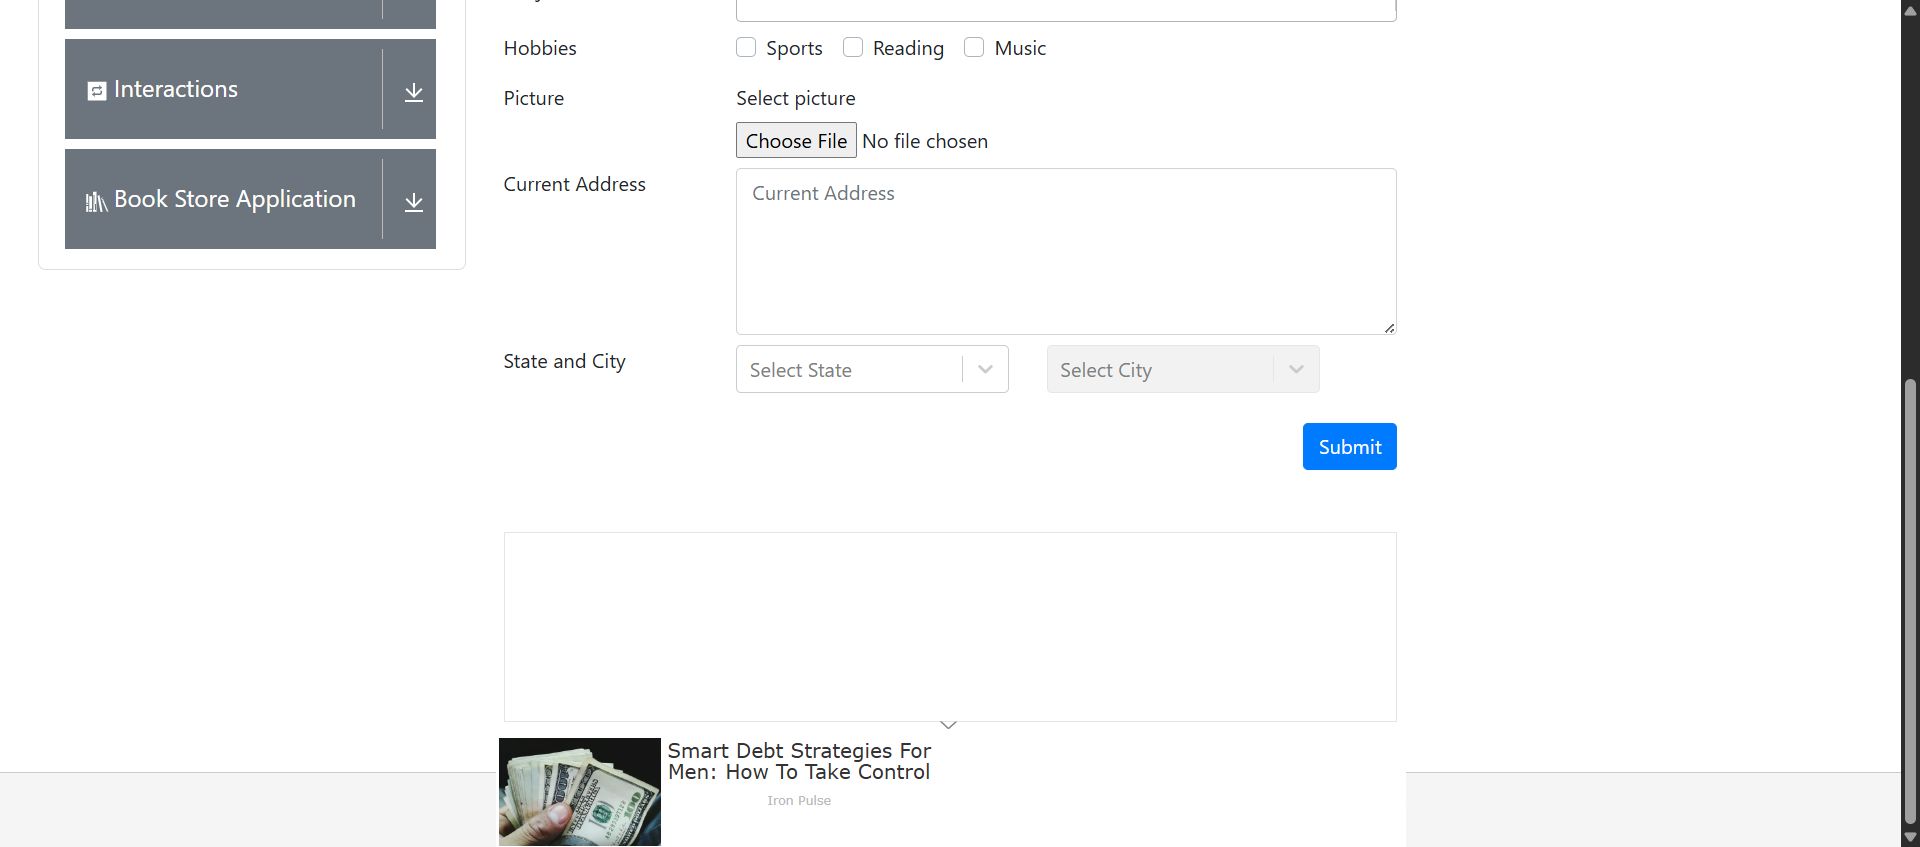 Interactions
Book Store Application
Hobbies
Sports Reading Music
Picture
Select picture
Choose File No file chosen
Current Address
Current Address
State and City
Select State
Select City
Submit
Smart Debt Strategies For
Men: How To Take Control
Iron Pulse